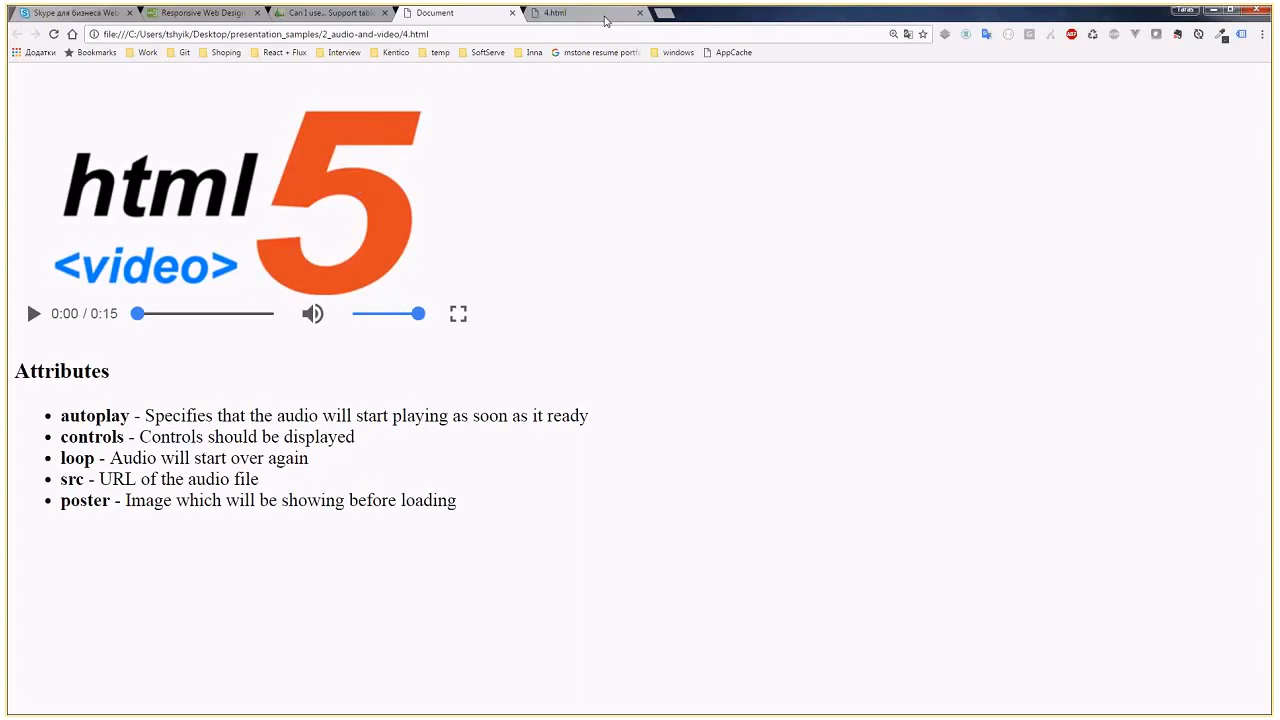 Skype для бизнеса Web
Responsive Web Design
Can I use... Support table
Document
4.html
Taras
file:///C:/Users/tshyik/Desktop/presentation_samples/2_audio-and-video/4.html
Додатки
Bookmarks
Work
Git
Shoping
React + Flux
Interview
Kentico
temp
SoftServe
Inna
mstone resume portf
windows
AppCache
html5
<video>
0:00 / 0:15
Attributes
autoplay - Specifies that the audio will start playing as soon as it ready
controls - Controls should be displayed
loop - Audio will start over again
src - URL of the audio file
poster - Image which will be showing before loading